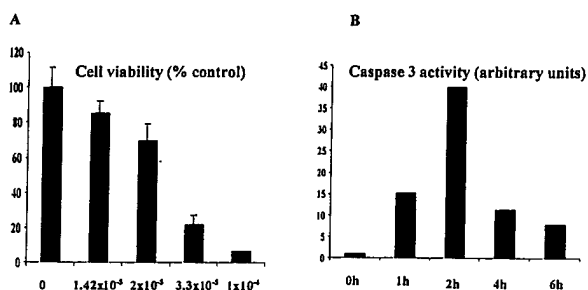 A
Cell viability (% control)
120
100
80
60
40
20
0
0 1.42x10⁻⁵ 2x10⁻⁵ 3.3x10⁻⁵ 1x10⁻⁴
B
Caspase 3 activity (arbitrary units)
45
40
35
30
25
20
15
10
5
0
0h 1h 2h 4h 6h